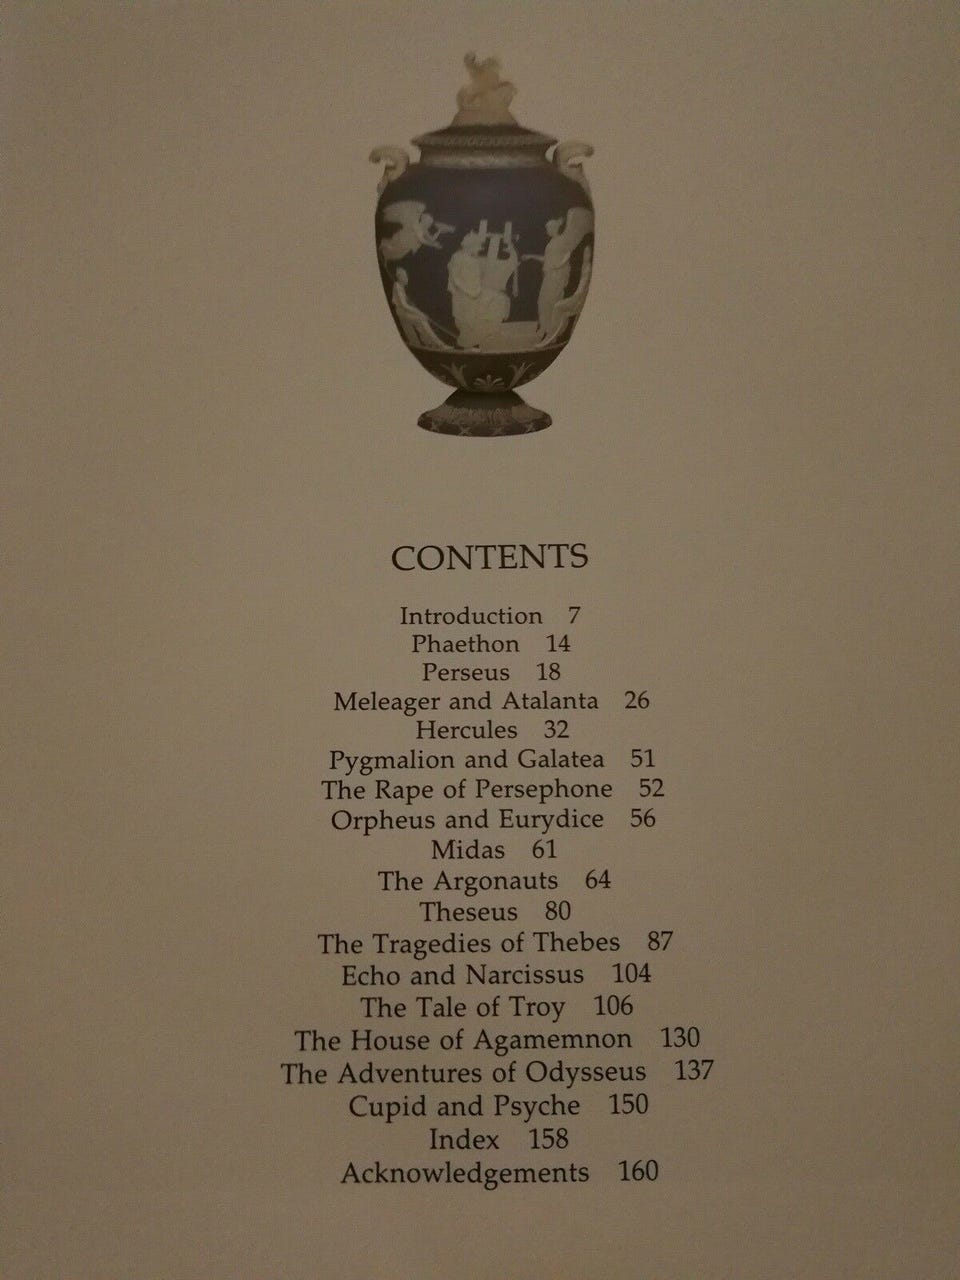 CONTENTS
Introduction 7
Phaethon 14
Perseus 18
Meleager and Atalanta 26
Hercules 32
Pygmalion and Galatea 51
The Rape of Persephone 52
Orpheus and Eurydice 56
Midas 61
The Argonauts 64
Theseus 80
The Tragedies of Thebes 87
Echo and Narcissus 104
The Tale of Troy 106
The House of Agamemnon 130
The Adventures of Odysseus 137
Cupid and Psyche 150
Index 158
Acknowledgements 160